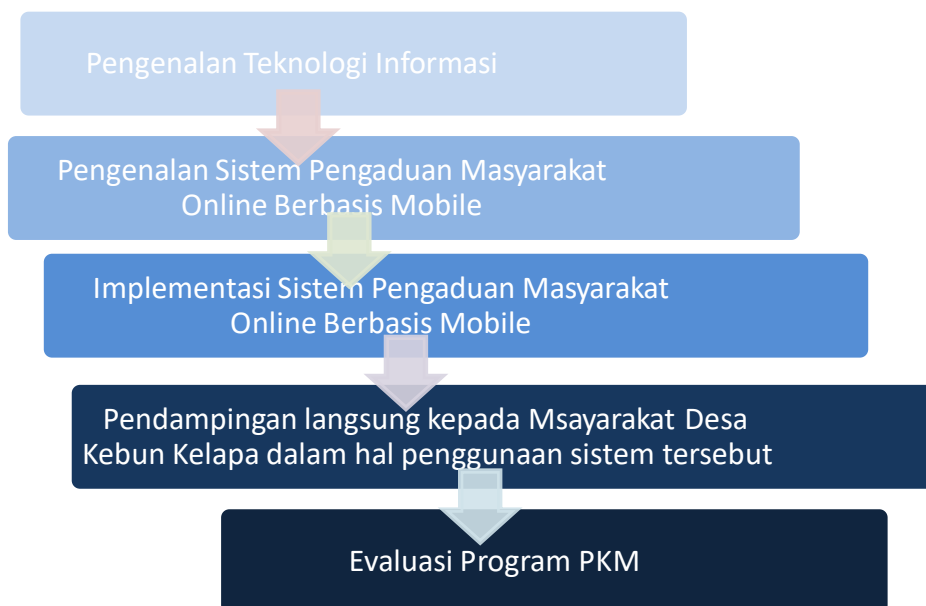 Pengenalan Teknologi Informasi
Pengenalan Sistem Pengaduan Masyarakat
Online Berbasis Mobile
Implementasi Sistem Pengaduan Masyarakat
Online Berbasis Mobile
Pendampingan langsung kepada Msayarakat Desa
Kebun Kelapa dalam hal penggunaan sistem tersebut
Evaluasi Program PKM